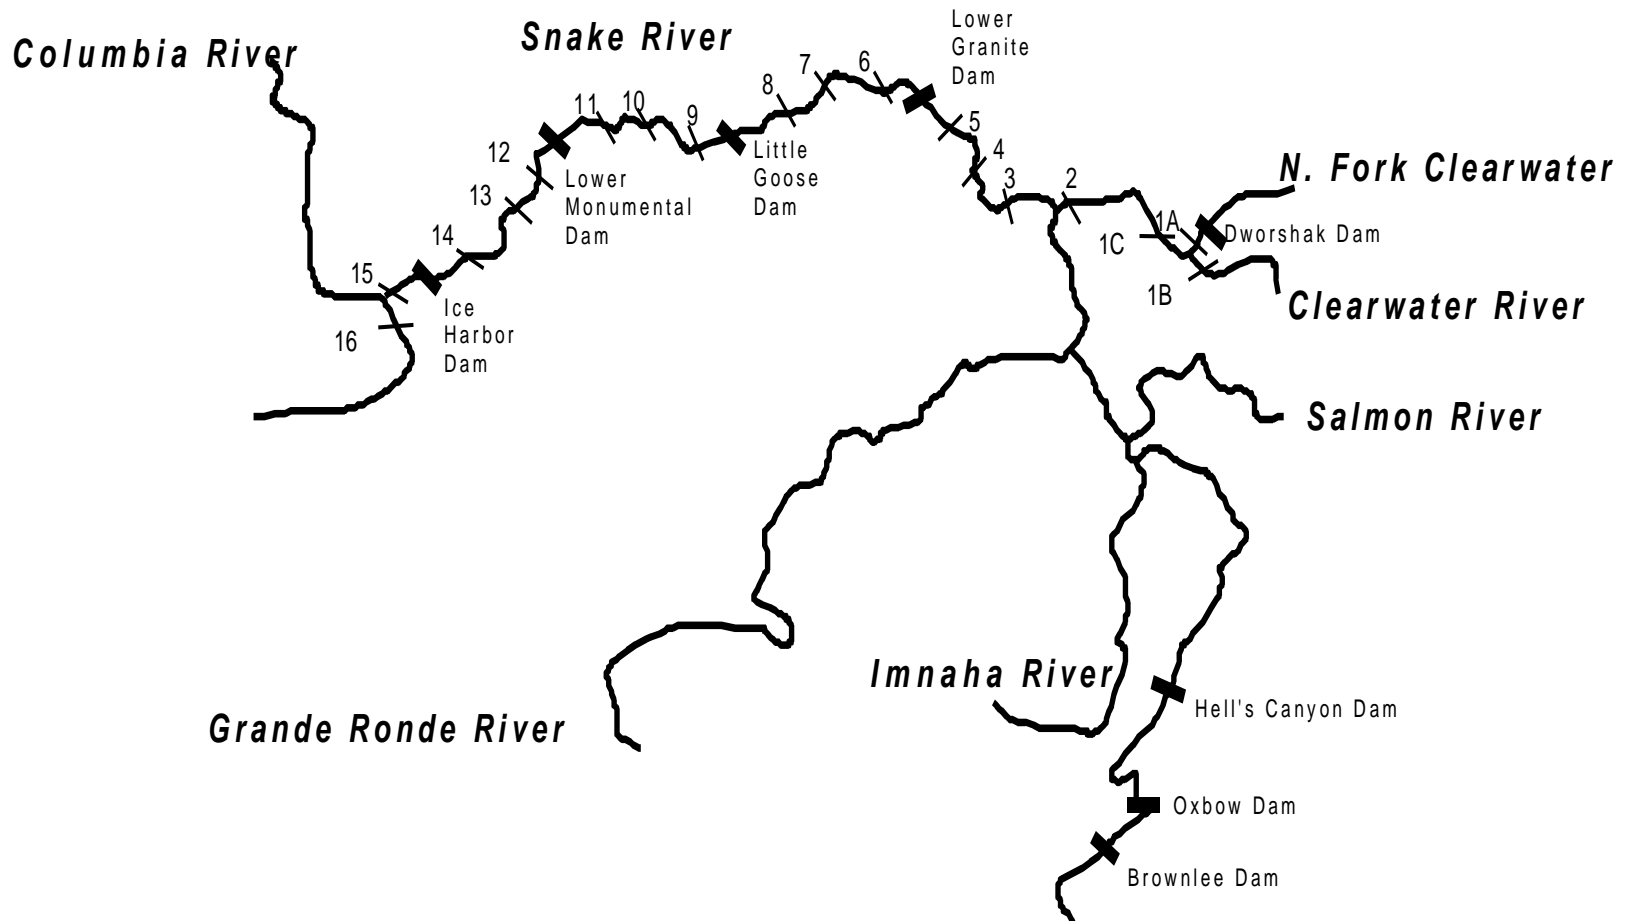 Columbia River
Snake River
Lower
Granite
Dam
6
7
8
11
10
9
5
12
Little
Goose
Dam
4
Lower
Monumental
Dam
3
2
N. Fork Clearwater
13
1A
Dworshak Dam
14
1C
15
1B
Ice
Harbor
Dam
Clearwater River
16
Salmon River
Imnaha River
Hell's Canyon Dam
Grande Ronde River
Oxbow Dam
Brownlee Dam